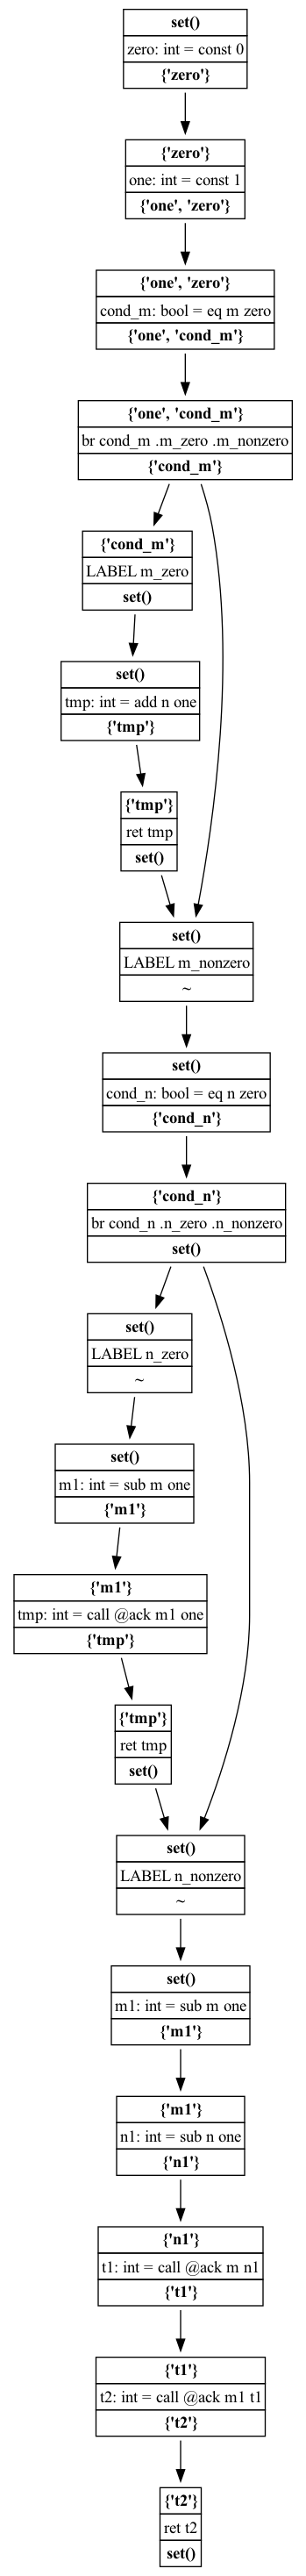 set()
zero: int = const 0
{'zero'}
{'zero'}
one: int = const 1
{'one', 'zero'}
{'one', 'zero'}
cond_m: bool = eq m zero
{'one', 'cond_m'}
{'one', 'cond_m'}
br cond_m .m_zero .m_nonzero
{'cond_m'}
{'cond_m'}
LABEL m_zero
set()
set()
tmp: int = add n one
{'tmp'}
{'tmp'}
ret tmp
set()
set()
LABEL m_nonzero
~
set()
cond_n: bool = eq n zero
{'cond_n'}
{'cond_n'}
br cond_n .n_zero .n_nonzero
set()
set()
LABEL n_zero
~
set()
m1: int = sub m one
{'m1'}
{'m1'}
tmp: int = call @ack m1 one
{'tmp'}
{'tmp'}
ret tmp
set()
set()
LABEL n_nonzero
~
set()
m1: int = sub m one
{'m1'}
{'m1'}
n1: int = sub n one
{'n1'}
{'n1'}
t1: int = call @ack m n1
{'t1'}
{'t1'}
t2: int = call @ack m1 t1
{'t2'}
{'t2'}
ret t2
set()